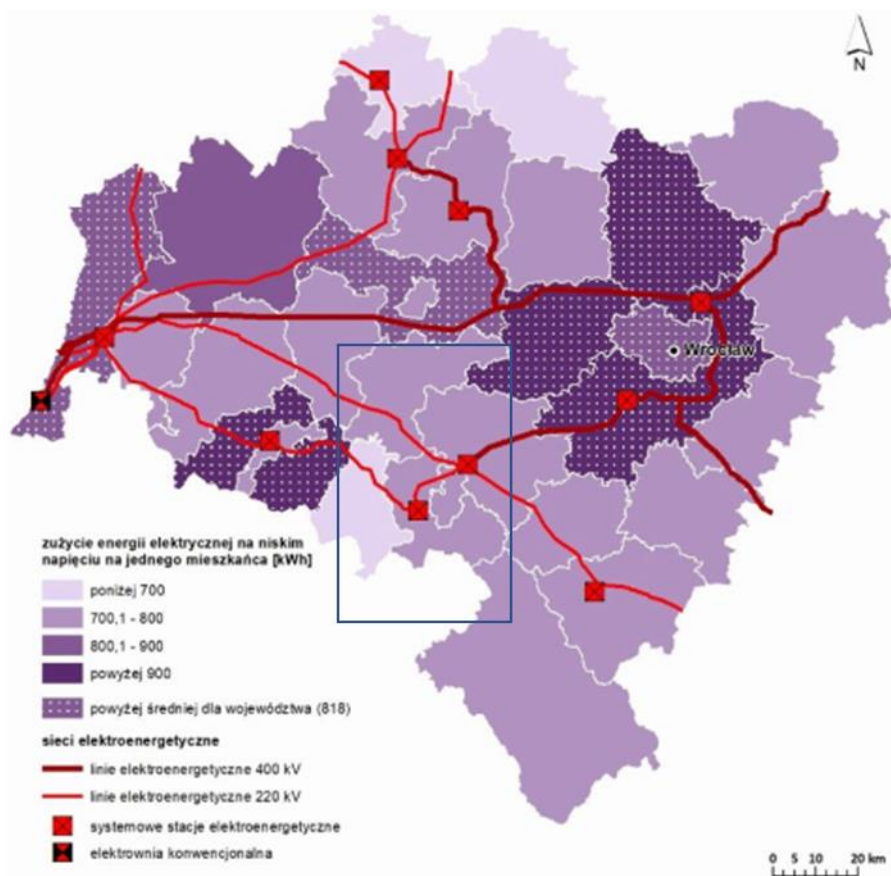 N
Wrocław
zużycie energii elektrycznej na niskim
napięciu na jednego mieszkańca [kWh]
poniżej 700
700,1 - 800
800,1 - 900
powyżej 900
powyżej średniej dla województwa (818)
sieci elektroenergetyczne
linie elektroenergetyczne 400 kV
linie elektroenergetyczne 220 kV
systemowe stacje elektroenergetyczne
elektrownia konwencjonalna
0 5 10 20 km